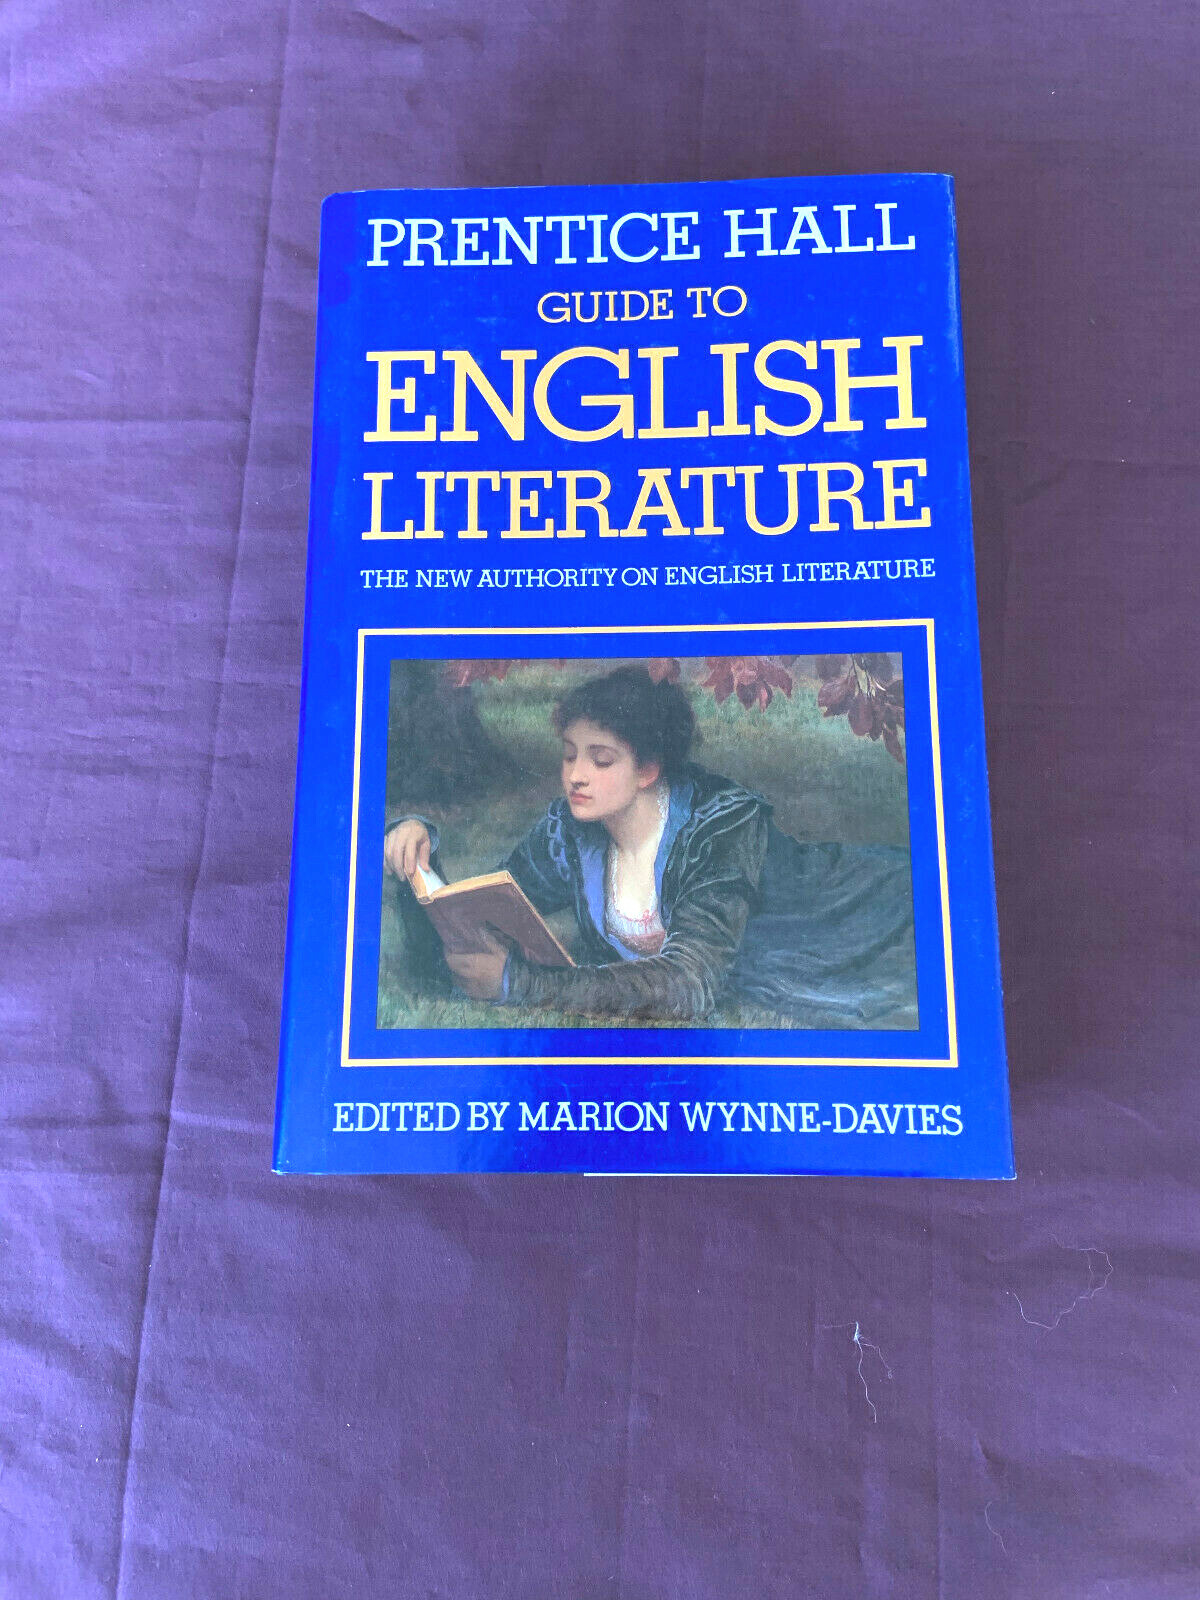 PRENTICE HALL
GUIDE TO
ENGLISH
LITERATURE
THE NEW AUTHORITY ON ENGLISH LITERATURE
EDITED BY MARION WYNNE-DAVIES